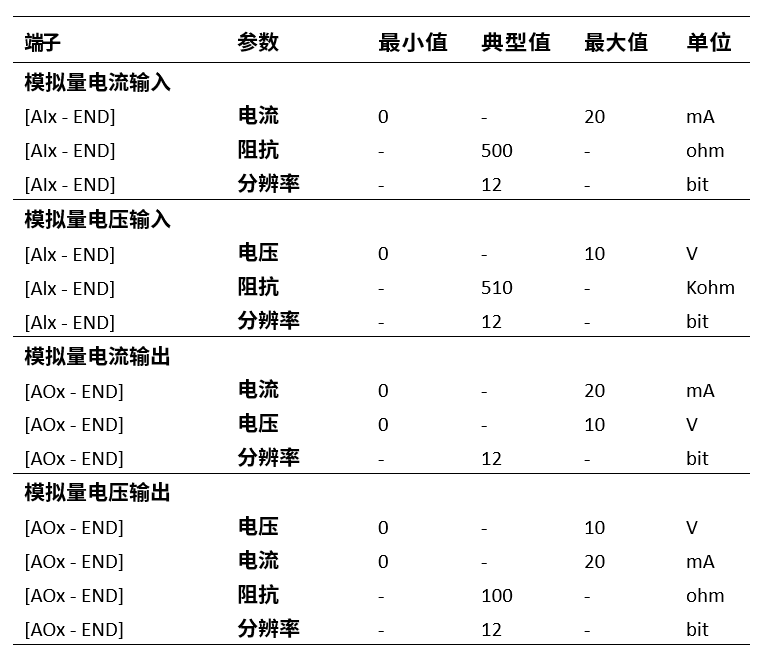 端子 参数 最小值 典型值 最大值 单位
模拟量电流输入
[AIx - END] 电流 0 - 20 mA
[AIx - END] 阻抗 - 500 - ohm
[AIx - END] 分辨率 - 12 - bit
模拟量电压输入
[AIx - END] 电压 0 - 10 V
[AIx - END] 阻抗 - 510 - Kohm
[AIx - END] 分辨率 - 12 - bit
模拟量电流输出
[AOx - END] 电流 0 - 20 mA
[AOx - END] 电压 0 - 10 V
[AOx - END] 分辨率 - 12 - bit
模拟量电压输出
[AOx - END] 电压 0 - 10 V
[AOx - END] 电流 0 - 20 mA
[AOx - END] 阻抗 - 100 - ohm
[AOx - END] 分辨率 - 12 - bit